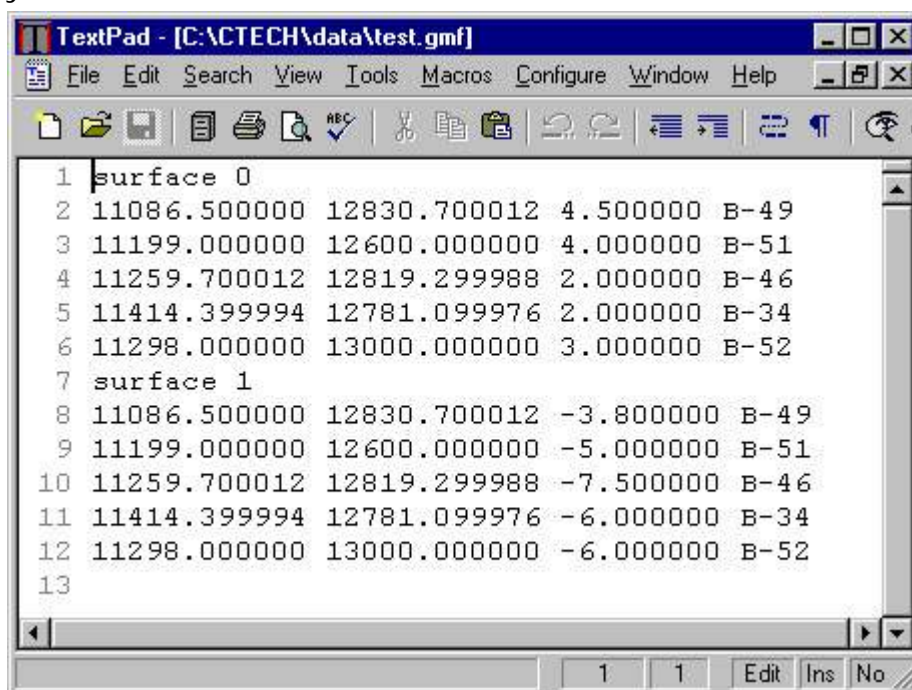 TextPad - [C:\CTECH\data\test.gmf]
File Edit Search View Tools Macros Configure Window Help
ABC
1 surface 0
2 11086.500000 12830.700012 4.500000 B-49
3 11199.000000 12600.000000 4.000000 B-51
4 11259.700012 12819.299988 2.000000 B-46
5 11414.399994 12781.099976 2.000000 B-34
6 11298.000000 13000.000000 3.000000 B-52
7 surface 1
8 11086.500000 12830.700012 -3.800000 B-49
9 11199.000000 12600.000000 -5.000000 B-51
10 11259.700012 12819.299988 -7.500000 B-46
11 11414.399994 12781.099976 -6.000000 B-34
12 11298.000000 13000.000000 -6.000000 B-52
13
1 1 Edit Ins No